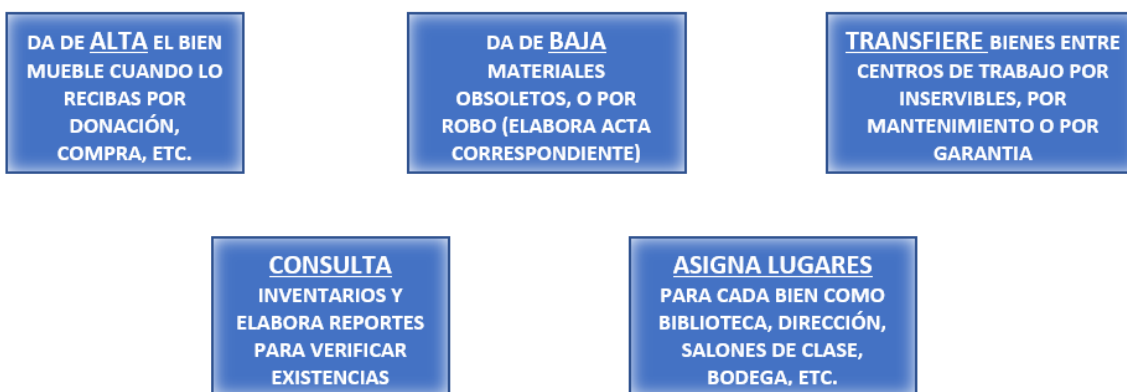 DA DE ALTA EL BIEN
MUEBLE CUANDO LO
RECIBAS POR
DONACIÓN,
COMPRA, ETC.
DA DE BAJA
MATERIALES
OBSOLETOS, O POR
ROBO (ELABORA ACTA
CORRESPONDIENTE)
TRANSFIERE BIENES ENTRE
CENTROS DE TRABAJO POR
INSERVIBLES, POR
MANTENIMIENTO O POR
GARANTIA
CONSULTA
INVENTARIOS Y
ELABORA REPORTES
PARA VERIFICAR
EXISTENCIAS
ASIGNA LUGARES
PARA CADA BIEN COMO
BIBLIOTECA, DIRECCIÓN,
SALONES DE CLASE,
BODEGA, ETC.